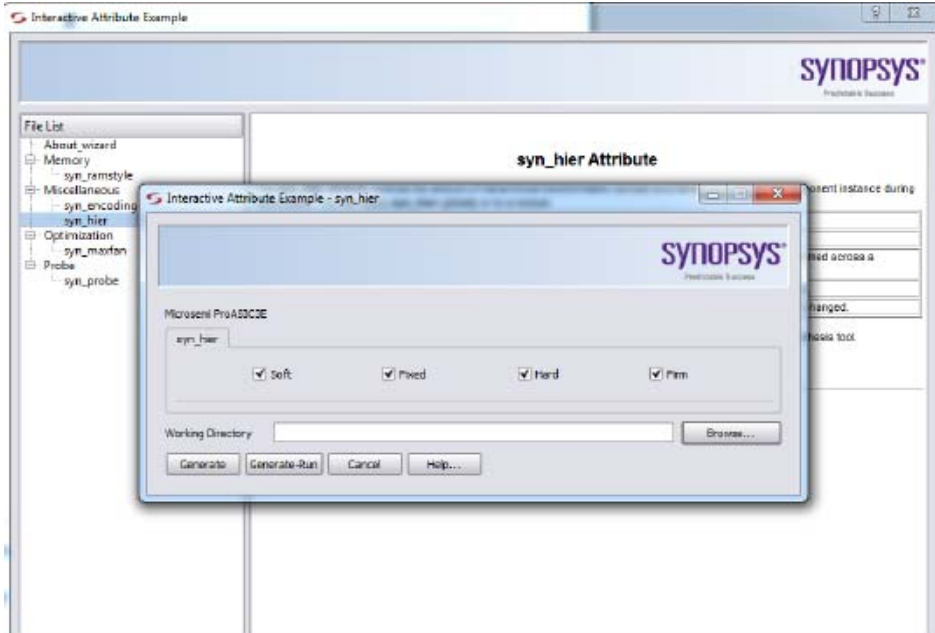 Interactive Attribute Example
SYNOPSYS®
Predictable Success
File List
About_wizard
Memory
syn_ramstyle
Miscellaneous
syn_encoding
syn_hier
Optimization
syn_maxfan
Probe
syn_probe
syn_hier Attribute
ponent instance during
med across a
hanged.
hesis tool.
Interactive Attribute Example - syn_hier
SYNOPSYS®
Predictable Success
Microsemi ProASIC3E
syn_hier
Soft Fixed Hard Firm
Working Directory Browse...
Generate Generate-Run Cancel Help...